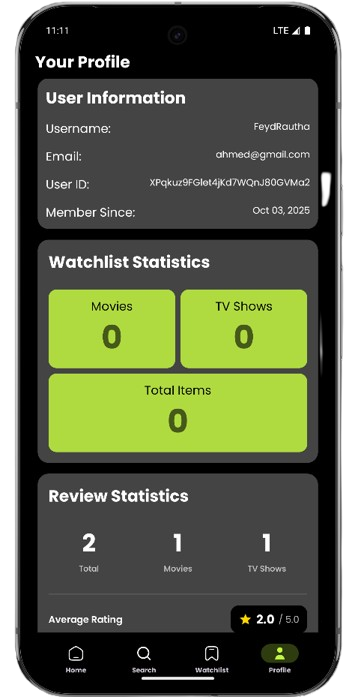 11:11 LTE
Your Profile
User Information
Username: FeydRautha
Email: ahmed@gmail.com
User ID: XPqkuz9FGlet4jKd7WQnJ80GVMa2
Member Since: Oct 03, 2025
Watchlist Statistics
Movies TV Shows
0 0
Total Items
0
Review Statistics
2 1 1
Total Movies TV Shows
Average Rating 2.0 / 5.0
Home Search Watchlist Profile